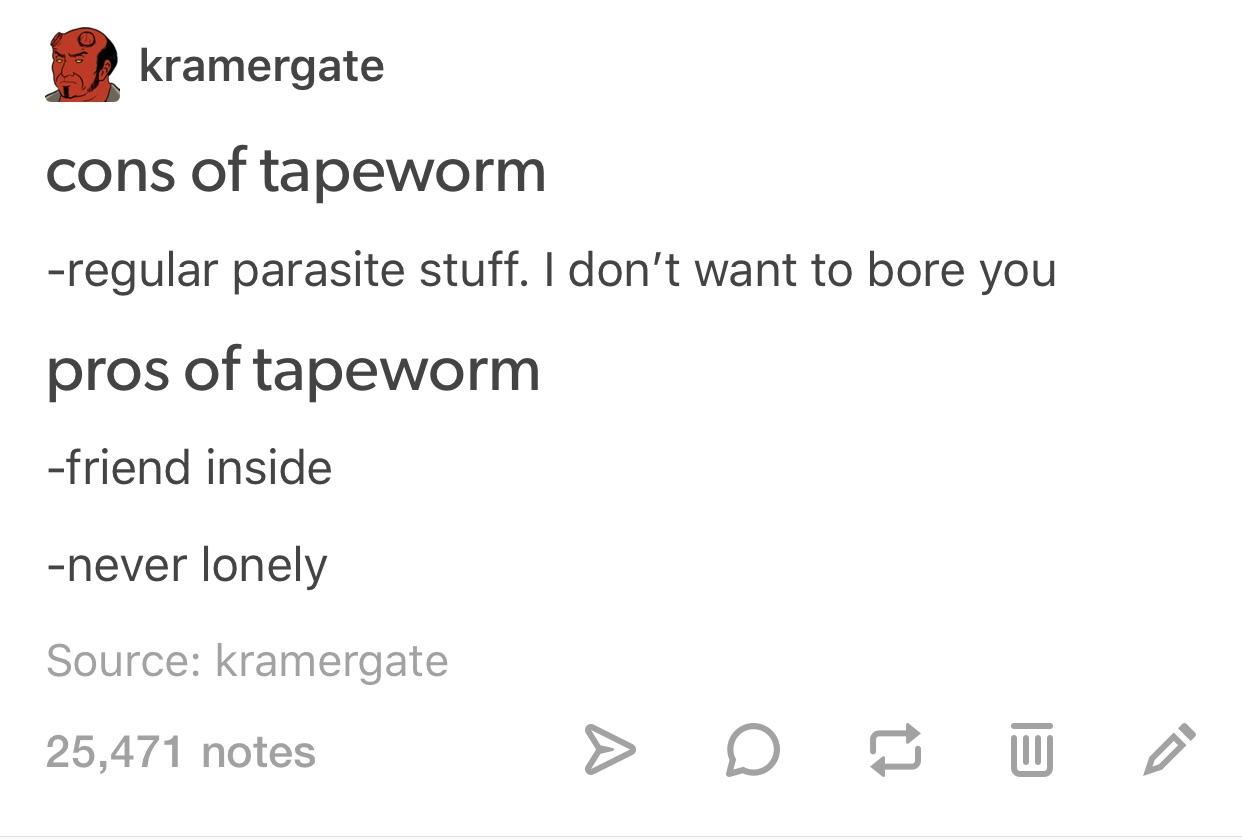 kramergate
cons of tapeworm
-regular parasite stuff. I don’t want to bore you
pros of tapeworm
-friend inside
-never lonely
Source: kramergate
25,471 notes